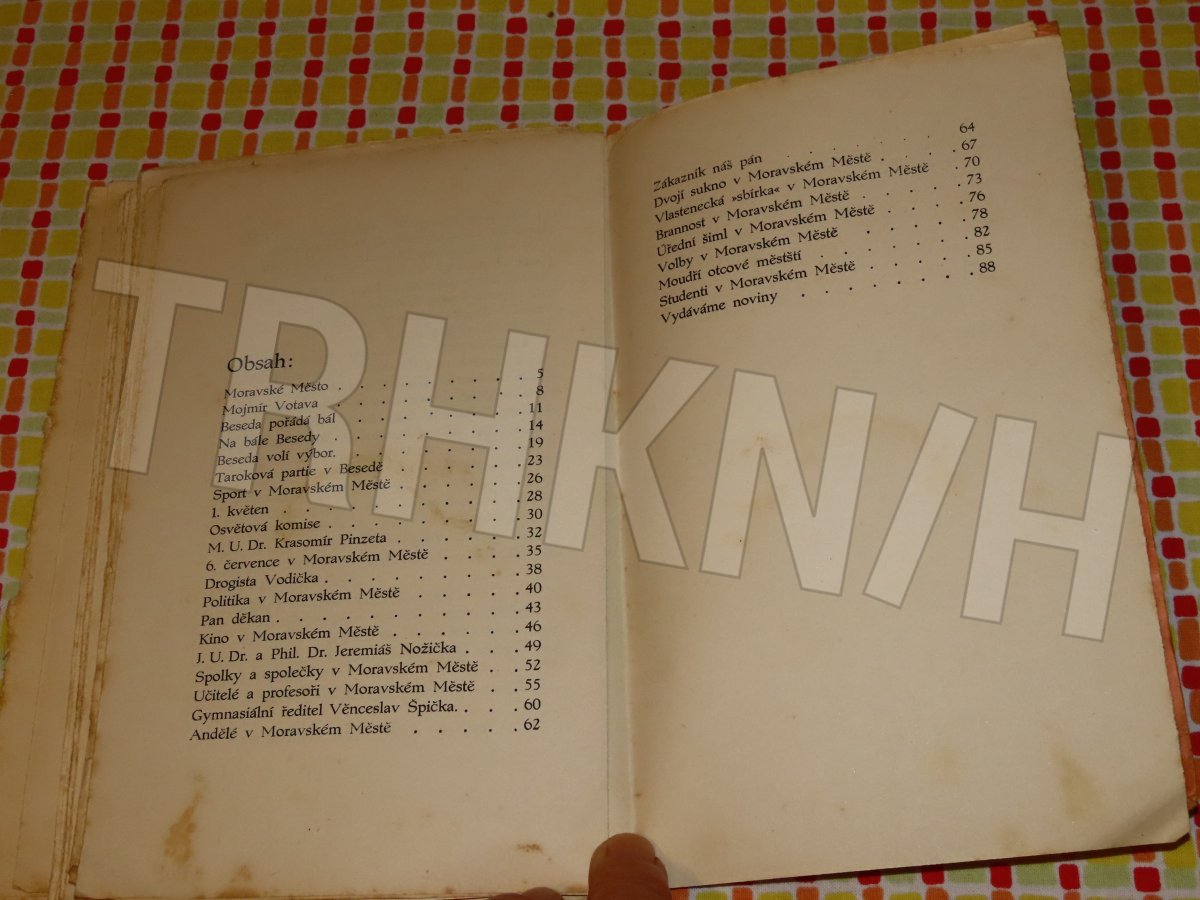 Obsah:
Moravské Město . . . . . . . . 5
Mojmír Votava . . . . . . . . 8
Beseda pořádá bál . . . . . . . 11
Na bále Besedy . . . . . . . . 14
Beseda volí výbor. . . . . . . . 19
Taroková partie v Besedě . . . . . 23
Sport v Moravském Městě . . . . . 26
1. květen . . . . . . . . . 28
Osvětová komise . . . . . . . . 30
M. U. Dr. Krasomír Pinzeta . . . . . 32
6. července v Moravském Městě . . . . 35
Drogista Vodička . . . . . . . . 38
Politika v Moravském Městě . . . . 40
Pan děkan . . . . . . . . . 43
Kino v Moravském Městě . . . . . 46
J. U. Dr. a Phil. Dr. Jeremiáš Nožička . . . 49
Spolky a společky v Moravském Městě . . 52
Učitelé a profesoři v Moravském Městě . . 55
Gymnasiální ředitel Věnceslav Špička. . . . 60
Andělé v Moravském Městě . . . . . 62
Zákazník náš pán . . . . . . . 64
Dvojí sukno v Moravském Městě . . . . 67
Vlastenecká »sbírka« v Moravském Městě . 70
Brannost v Moravském Městě . . . . 73
Úřední šiml v Moravském Městě . . . . 76
Volby v Moravském Městě . . . . 78
Moudří otcové městští . . . . . . 82
Studenti v Moravském Městě . . . . . 85
Vydáváme noviny . . . . . . . 88
TRHKN/H